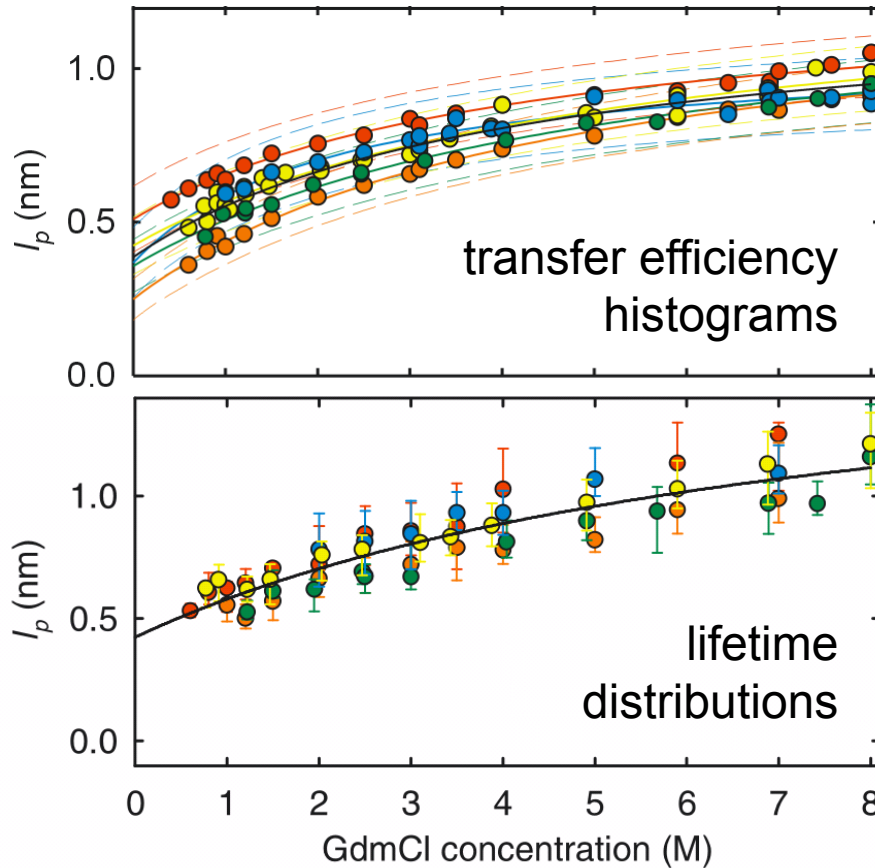 1.0
0.5
0.0
lp (nm)
transfer efficiency
histograms
1.0
0.5
0.0
lp (nm)
lifetime
distributions
0 1 2 3 4 5 6 7 8
GdmCl concentration (M)